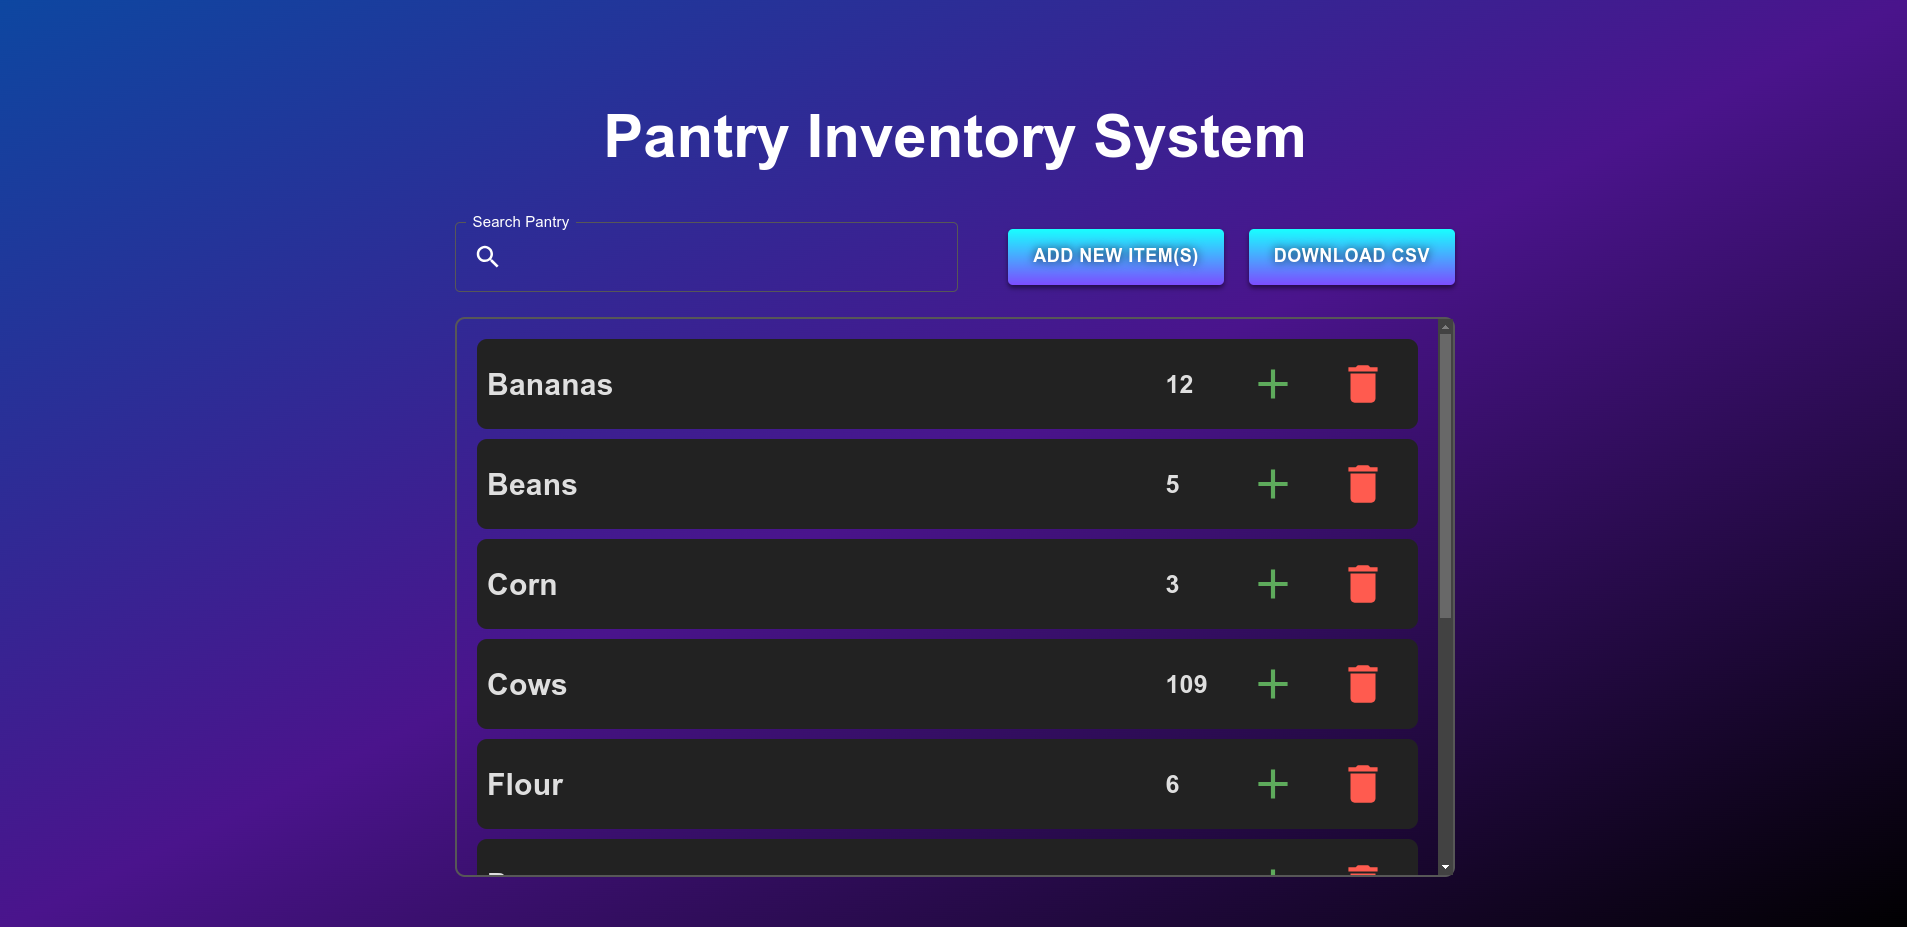 Pantry Inventory System
Search Pantry
ADD NEW ITEM(S)
DOWNLOAD CSV
Bananas 12
Beans 5
Corn 3
Cows 109
Flour 6